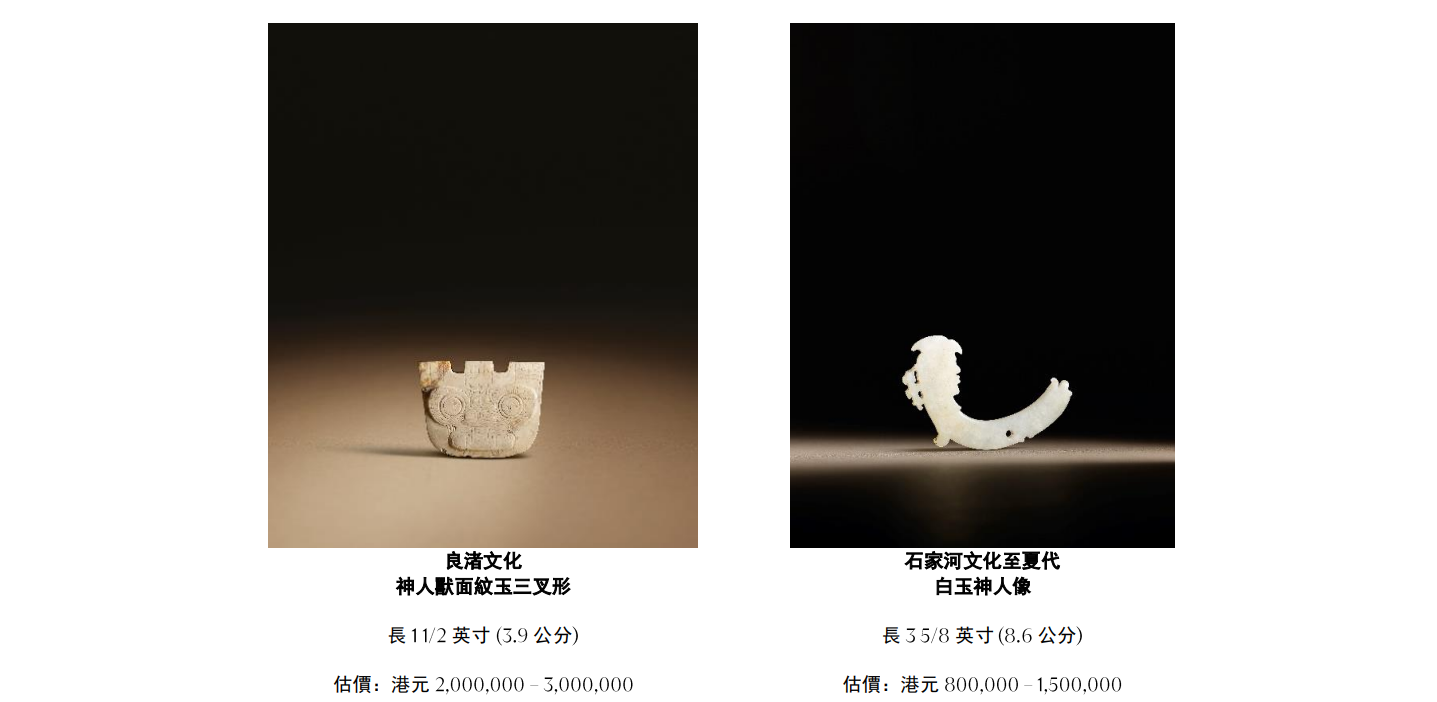 良渚文化
神人獸面紋玉三叉形
長 1 1/2 英寸 (3.9 公分)
估價：港元 2,000,000 – 3,000,000
石家河文化至夏代
白玉神人像
長 3 5/8 英寸 (8.6 公分)
估價：港元 800,000 – 1,500,000